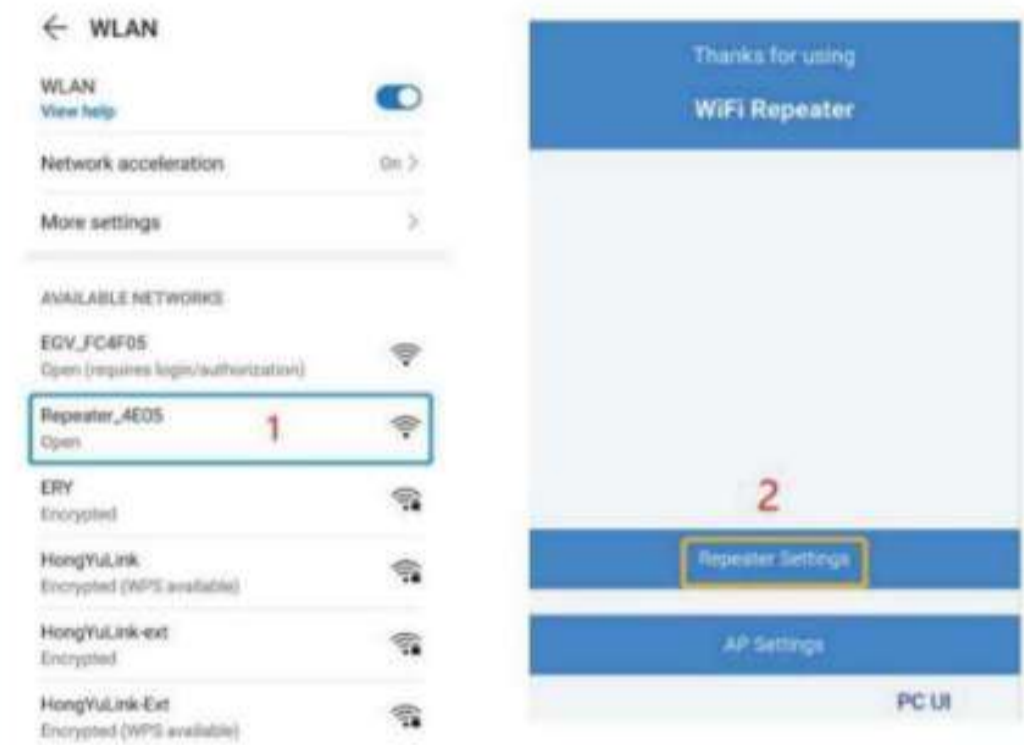 WLAN
WLAN
View help
Network acceleration
On
More settings
AVAILABLE NETWORKS
EGV_FC4F05
Open (requires login/authorization)
Repeater_4E05
Open
1
ERY
Encrypted
HongYuLink
Encrypted (WPS available)
HongYuLink-ext
Encrypted
HongYuLink-Ext
Encrypted (WPS available)
Thanks for using
WiFi Repeater
2
Repeater Settings
AP Settings
PC UI